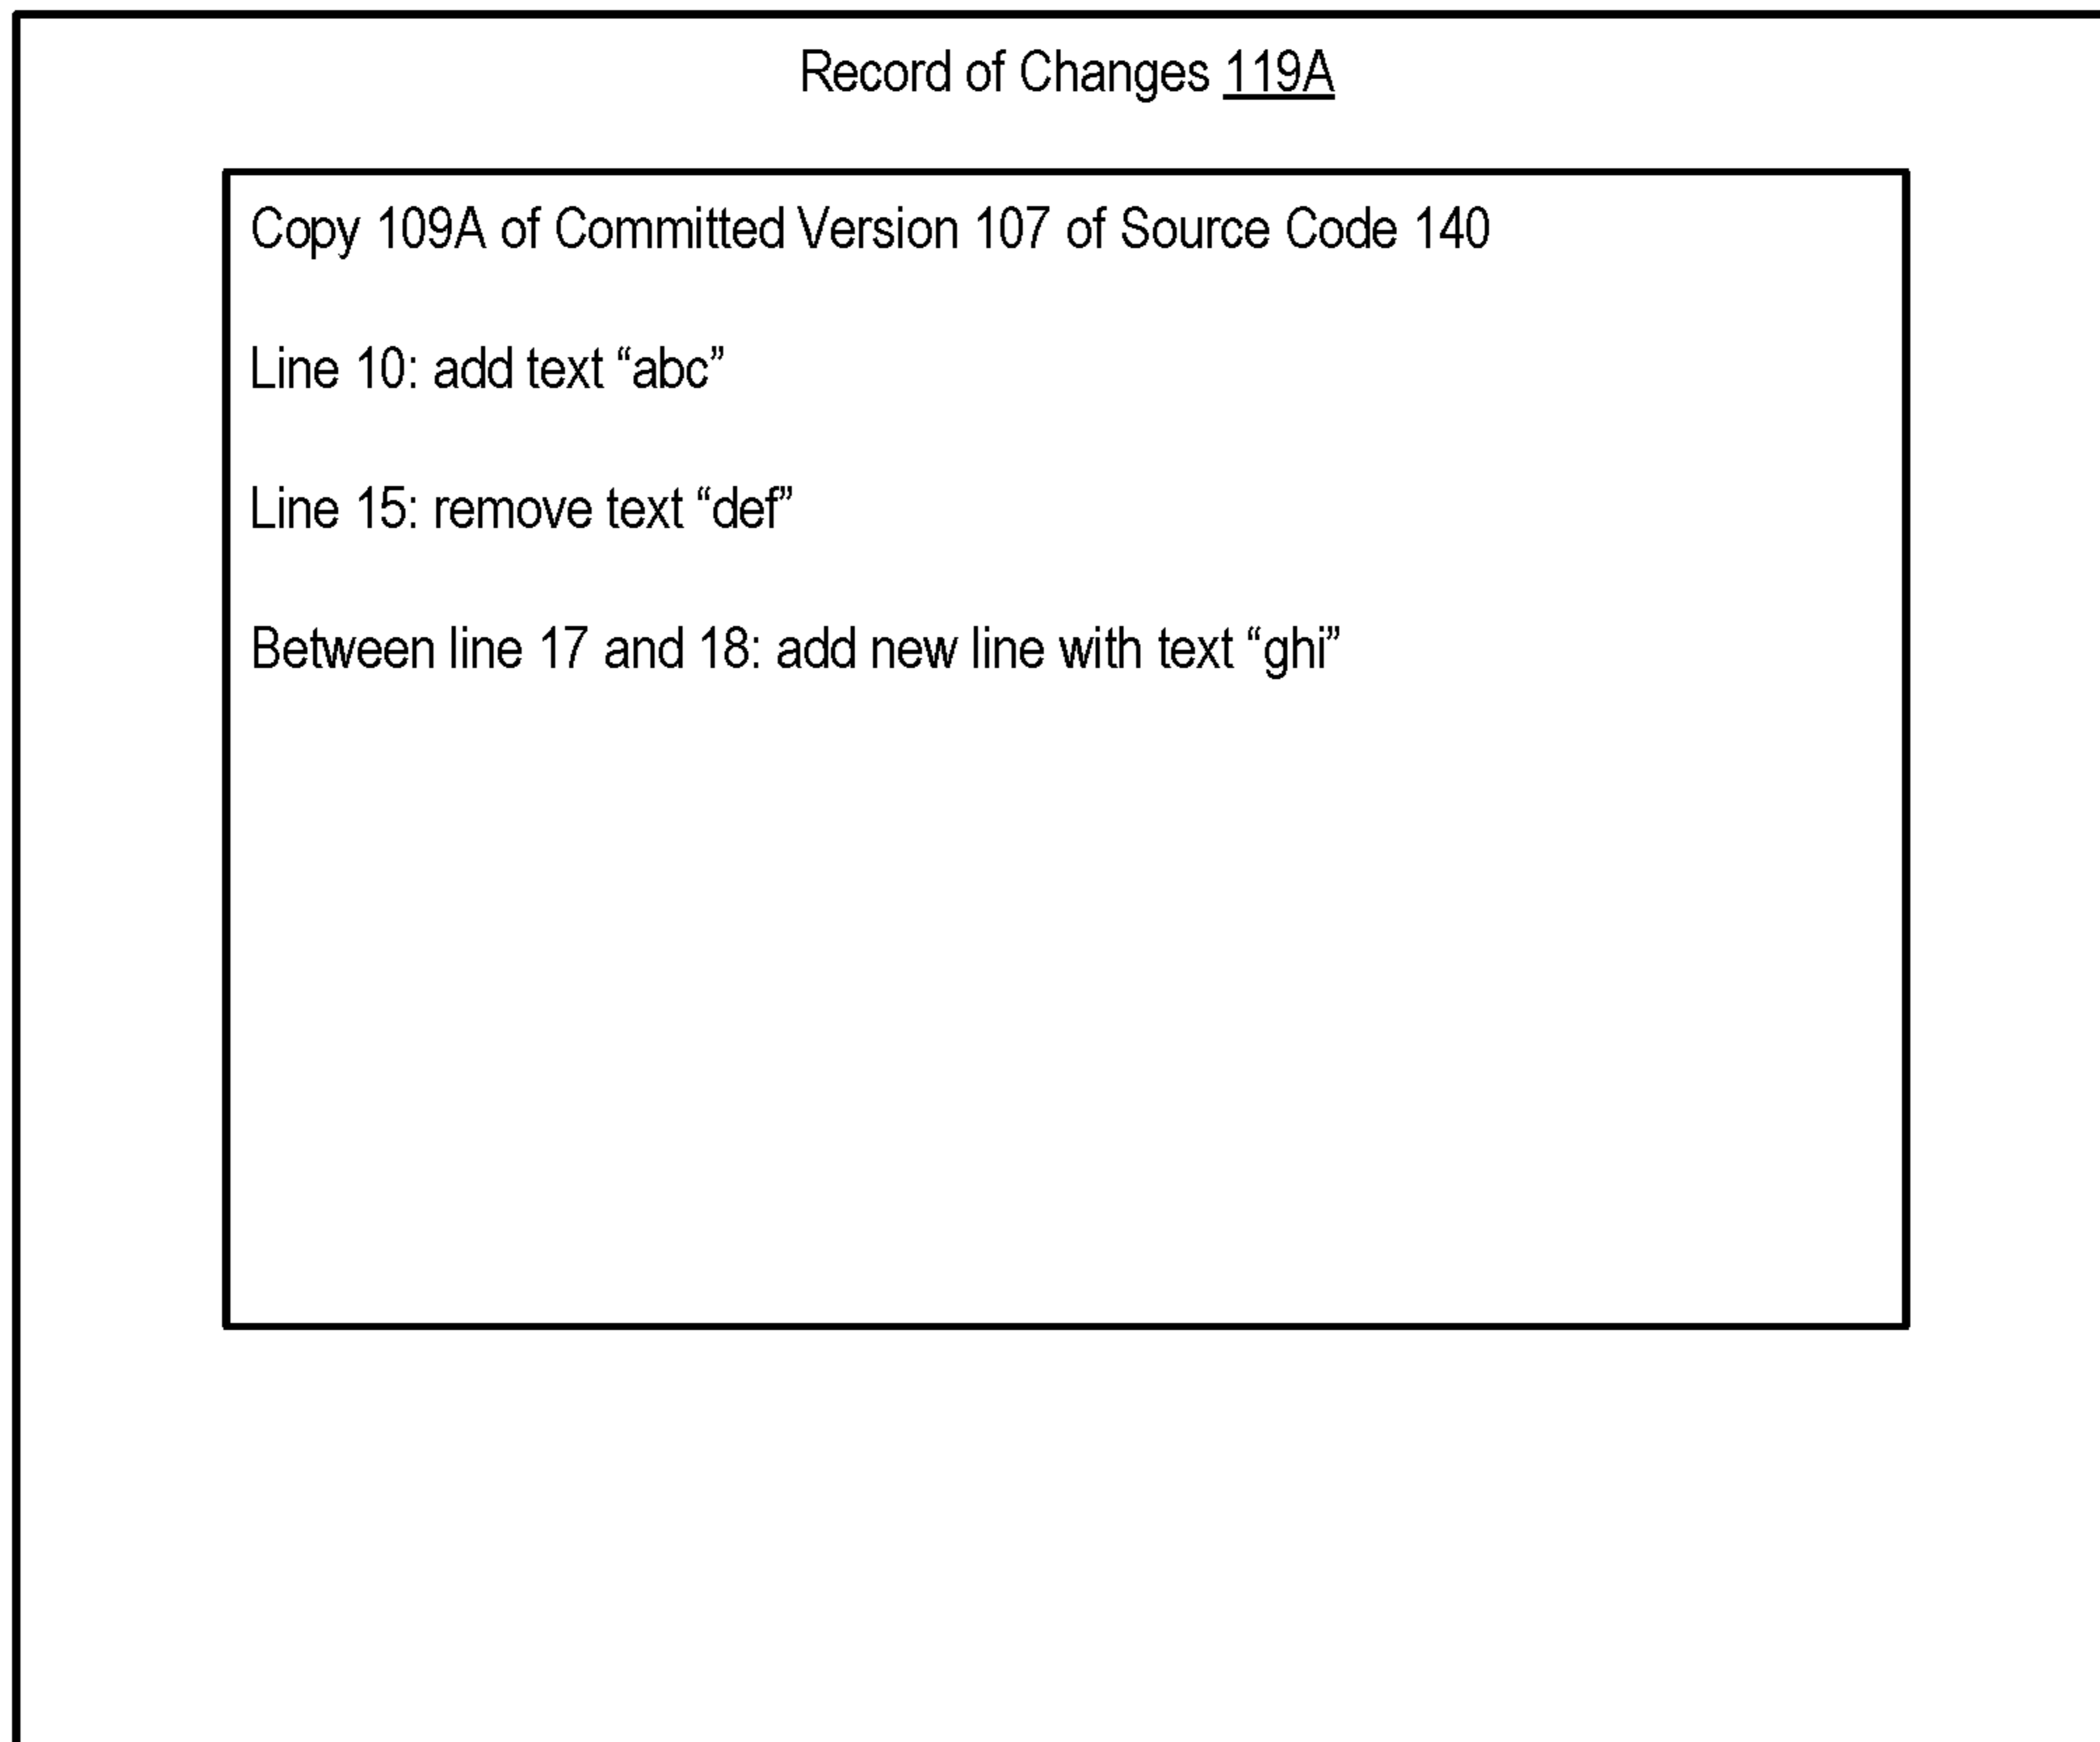 Record of Changes 119A
Copy 109A of Committed Version 107 of Source Code 140
Line 10: add text “abc”
Line 15: remove text “def”
Between line 17 and 18: add new line with text “ghi”